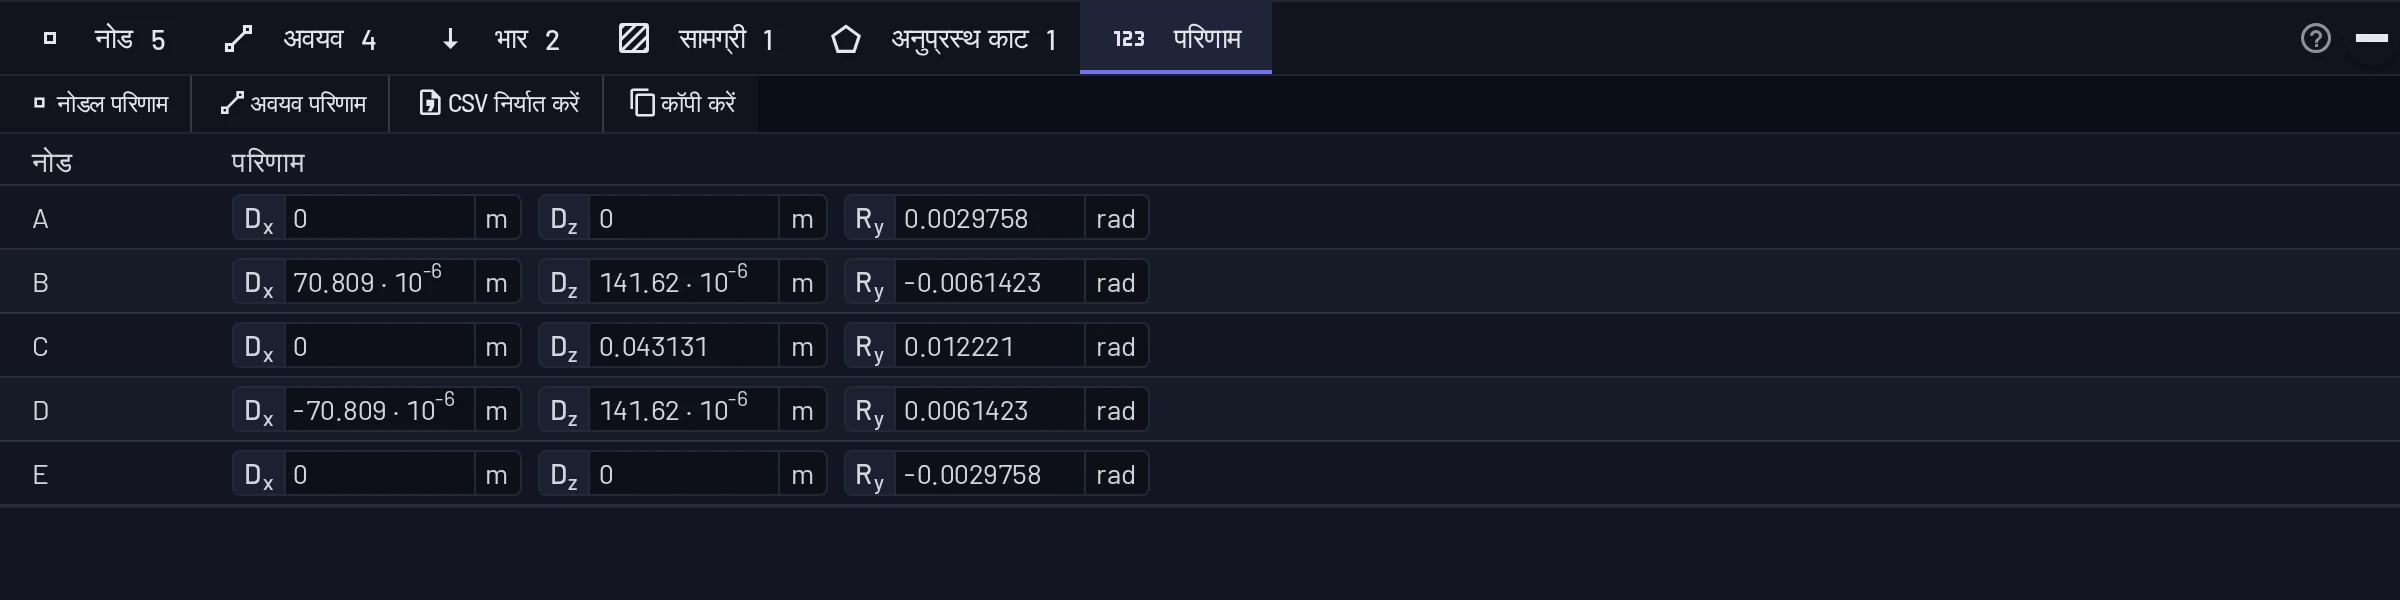 नोड 5 अवयव 4 भार 2 सामग्री 1 अनुप्रस्थ काट 1 123 परिणाम ?
नोडल परिणाम अवयव परिणाम CSV निर्यात करें कॉपी करें
नोड परिणाम
A Dx 0 m Dz 0 m Ry 0.0029758 rad
B Dx 70.809 · 10⁻⁶ m Dz 141.62 · 10⁻⁶ m Ry -0.0061423 rad
C Dx 0 m Dz 0.043131 m Ry 0.012221 rad
D Dx -70.809 · 10⁻⁶ m Dz 141.62 · 10⁻⁶ m Ry 0.0061423 rad
E Dx 0 m Dz 0 m Ry -0.0029758 rad